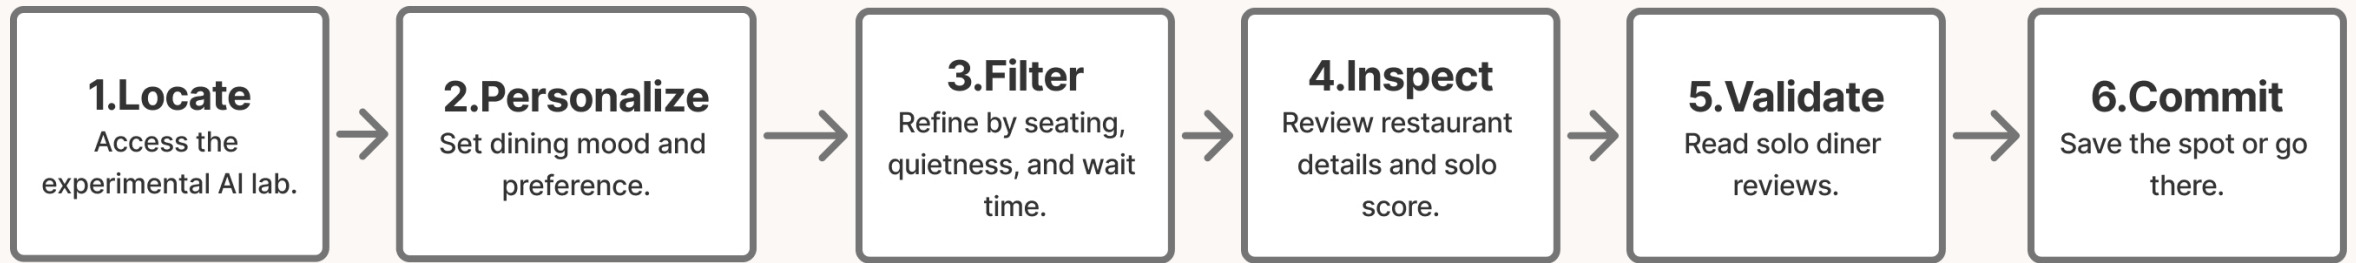 1.Locate
Access the
experimental AI lab.
2.Personalize
Set dining mood and
preference.
3.Filter
Refine by seating,
quietness, and wait
time.
4.Inspect
Review restaurant
details and solo
score.
5.Validate
Read solo diner
reviews.
6.Commit
Save the spot or go
there.